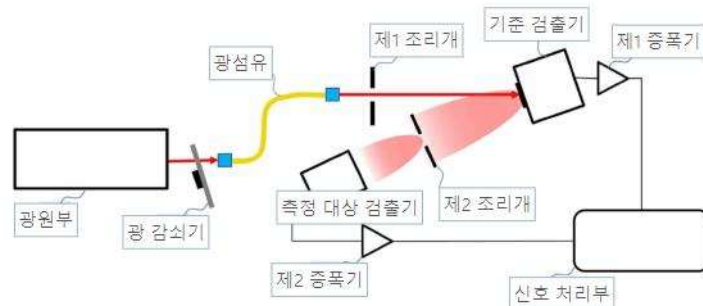 기준 검출기
제1 조리개
제1 증폭기
광섬유
광원부
광 감쇠기
측정 대상 검출기
제2 조리개
제2 증폭기
신호 처리부